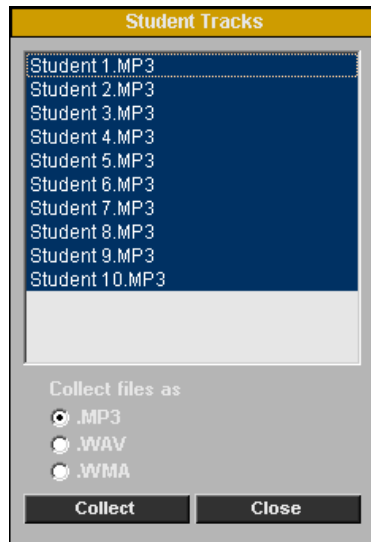 Student Tracks
Student 1.MP3
Student 2.MP3
Student 3.MP3
Student 4.MP3
Student 5.MP3
Student 6.MP3
Student 7.MP3
Student 8.MP3
Student 9.MP3
Student 10.MP3
Collect files as
.MP3
.WAV
.WMA
Collect Close